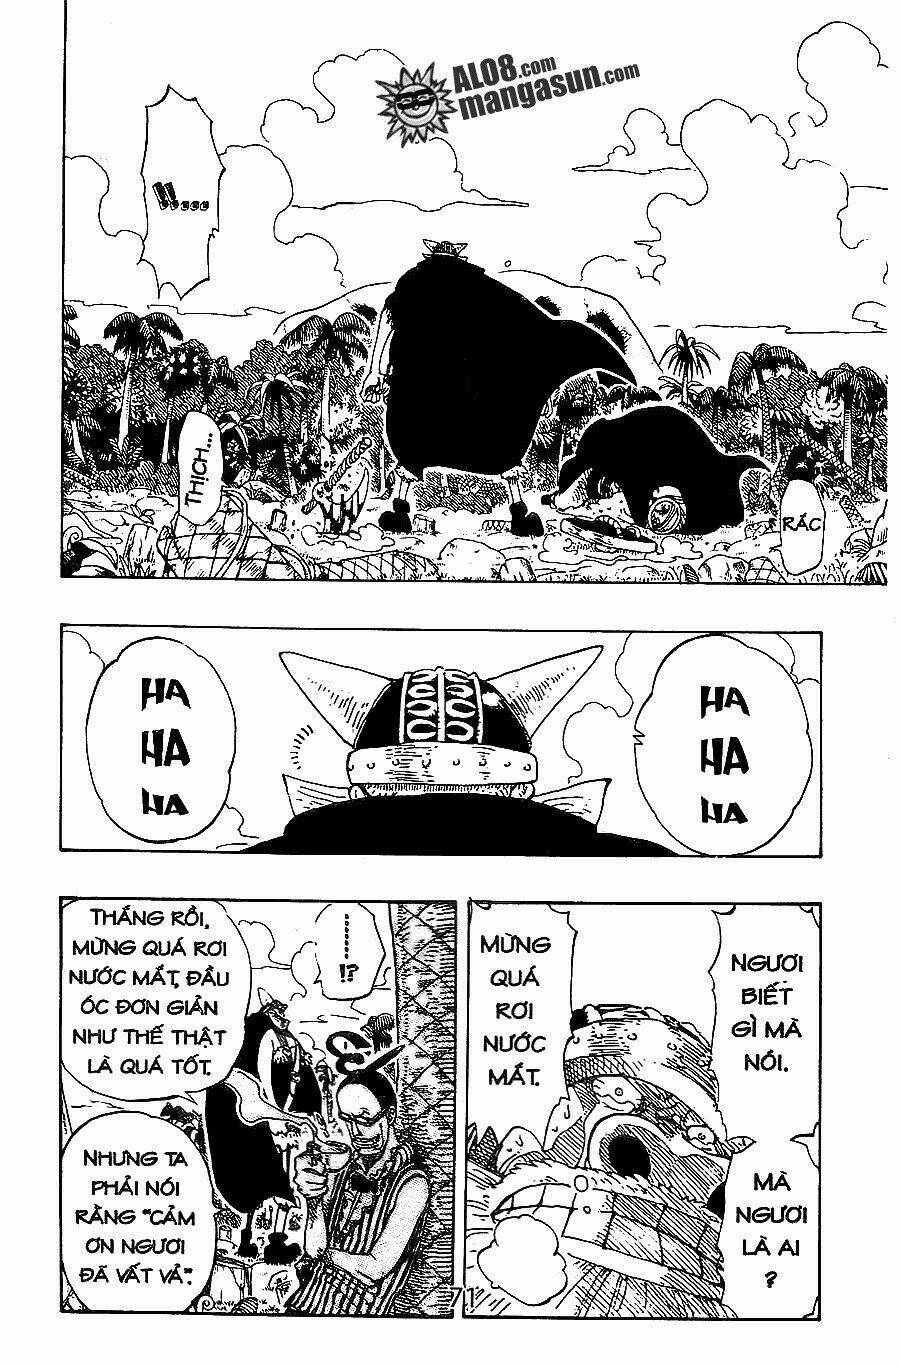 AL08.com
mangasun.com
!!.....
THỊCH...
RẮC
HA
HA
HA
HA
HA
HA
NGƯƠI
BIẾT
GÌ MÀ
NÓI.
MÀ
NGƯƠI
LÀ AI
?
MỪNG
QUÁ
RƠI
NƯỚC
MẮT.
........
!?
THẮNG RỒI,
MỪNG QUÁ RƠI
NƯỚC MẮT, ĐẦU
ÓC ĐƠN GIẢN
NHƯ THẾ THẬT
LÀ QUÁ TỐT.
NHƯNG TA
PHẢI NÓI
RẰNG "CẢM
ƠN NGƯƠI
ĐÃ VẤT VẢ".
71